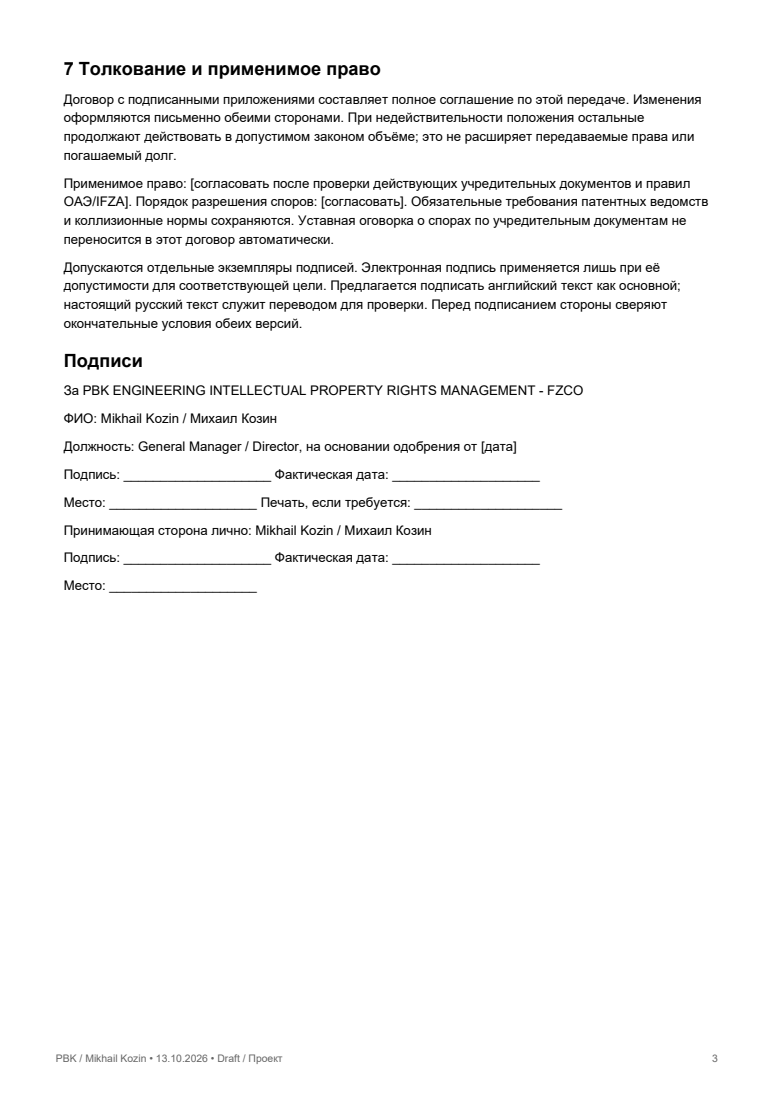 7 Толкование и применимое право
Договор с подписанными приложениями составляет полное соглашение по этой передаче. Изменения
оформляются письменно обеими сторонами. При недействительности положения остальные
продолжают действовать в допустимом законом объёме; это не расширяет передаваемые права или
погашаемый долг.
Применимое право: [согласовать после проверки действующих учредительных документов и правил
ОАЭ/IFZA]. Порядок разрешения споров: [согласовать]. Обязательные требования патентных ведомств
и коллизионные нормы сохраняются. Уставная оговорка о спорах по учредительным документам не
переносится в этот договор автоматически.
Допускаются отдельные экземпляры подписей. Электронная подпись применяется лишь при её
допустимости для соответствующей цели. Предлагается подписать английский текст как основной;
настоящий русский текст служит переводом для проверки. Перед подписанием стороны сверяют
окончательные условия обеих версий.
Подписи
За PBK ENGINEERING INTELLECTUAL PROPERTY RIGHTS MANAGEMENT - FZCO
ФИО: Mikhail Kozin / Михаил Козин
Должность: General Manager / Director, на основании одобрения от [дата]
Подпись: ____________________ Фактическая дата: ____________________
Место: ____________________ Печать, если требуется: ____________________
Принимающая сторона лично: Mikhail Kozin / Михаил Козин
Подпись: ____________________ Фактическая дата: ____________________
Место: ____________________
PBK / Mikhail Kozin • 13.10.2026 • Draft / Проект 3